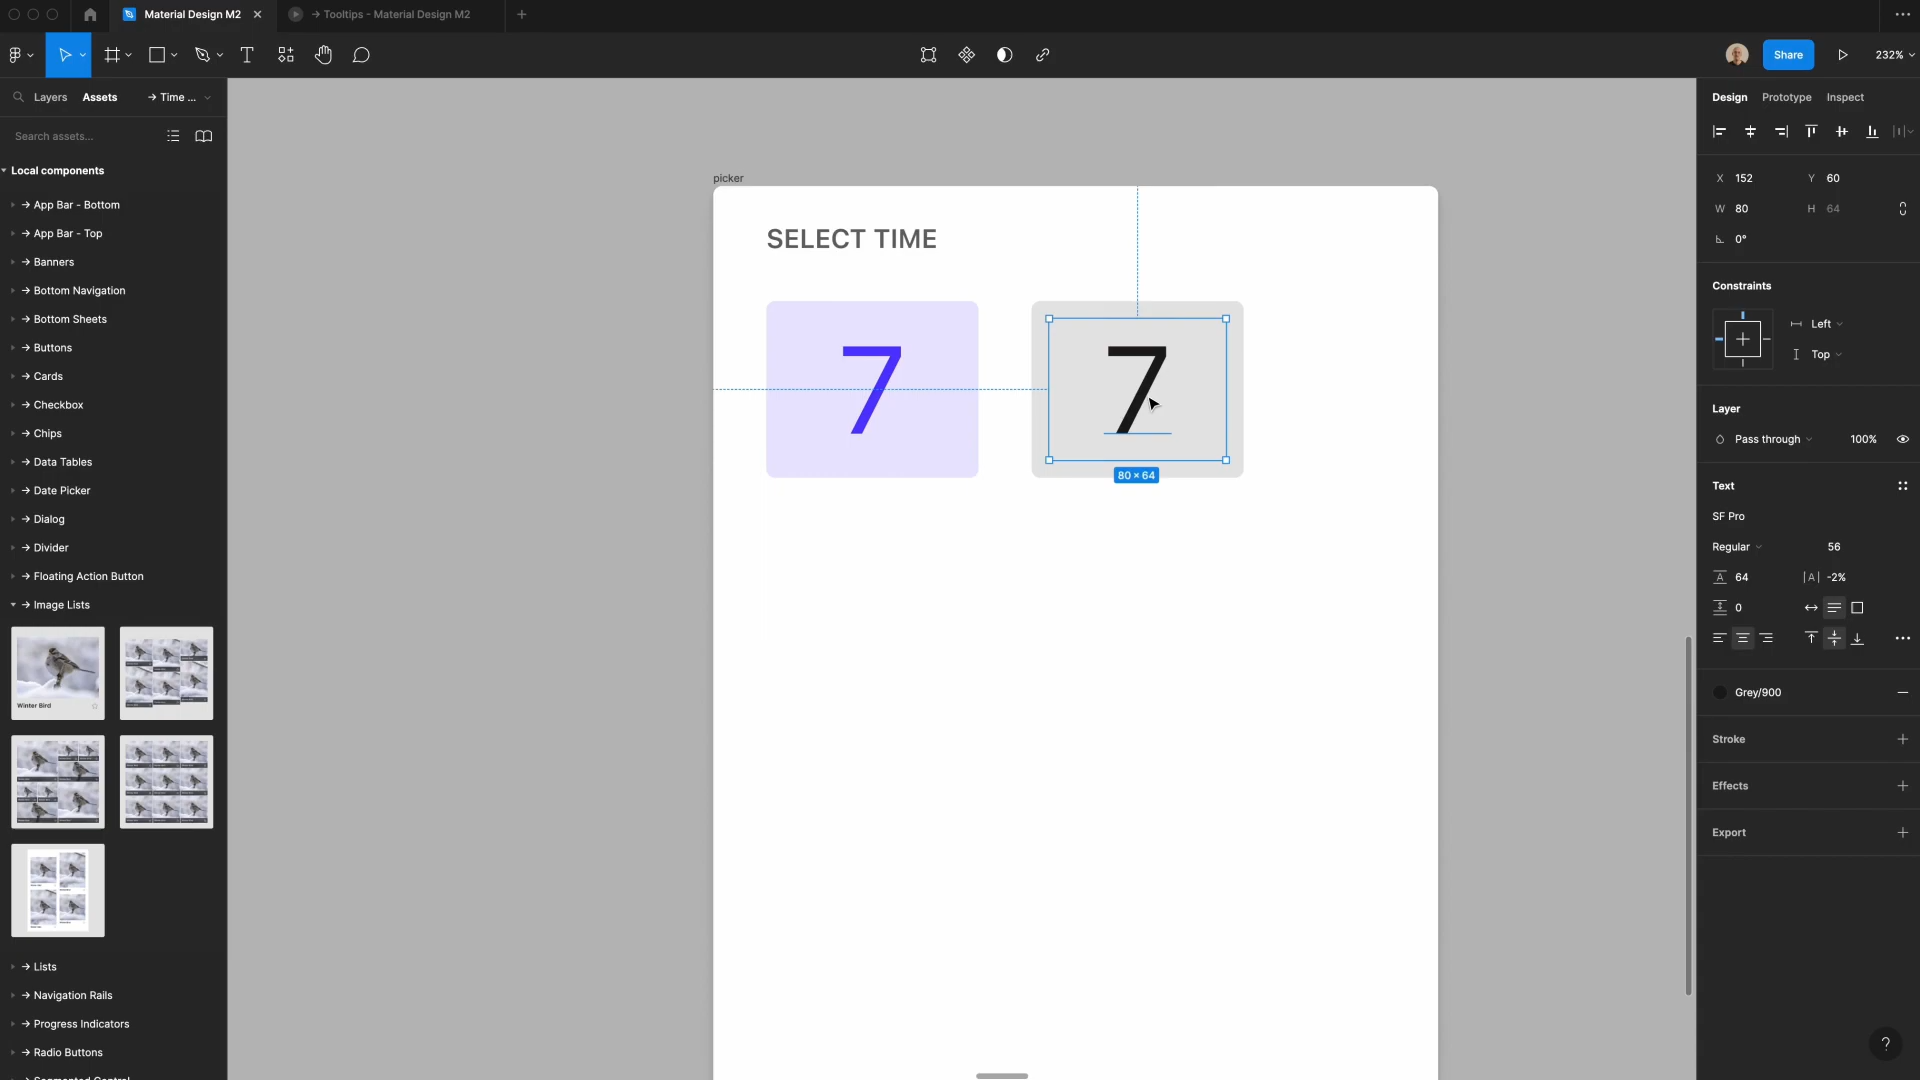 Material Design M2
→ Tooltips - Material Design M2
Share
232%
Layers
Assets
→ Time ...
Search assets...
Local components
→ App Bar - Bottom
→ App Bar - Top
→ Banners
→ Bottom Navigation
→ Bottom Sheets
→ Buttons
→ Cards
→ Checkbox
→ Chips
→ Data Tables
→ Date Picker
→ Dialog
→ Divider
→ Floating Action Button
→ Image Lists
Winter Bird
→ Lists
→ Navigation Rails
→ Progress Indicators
→ Radio Buttons
picker
SELECT TIME
7
7
80 × 64
Design
Prototype
Inspect
X 152
Y 60
W 80
H 64
0°
Constraints
Left
Top
Layer
Pass through
100%
Text
SF Pro
Regular
56
A 64
|A| -2%
0
Grey/900
Stroke
Effects
Export
?